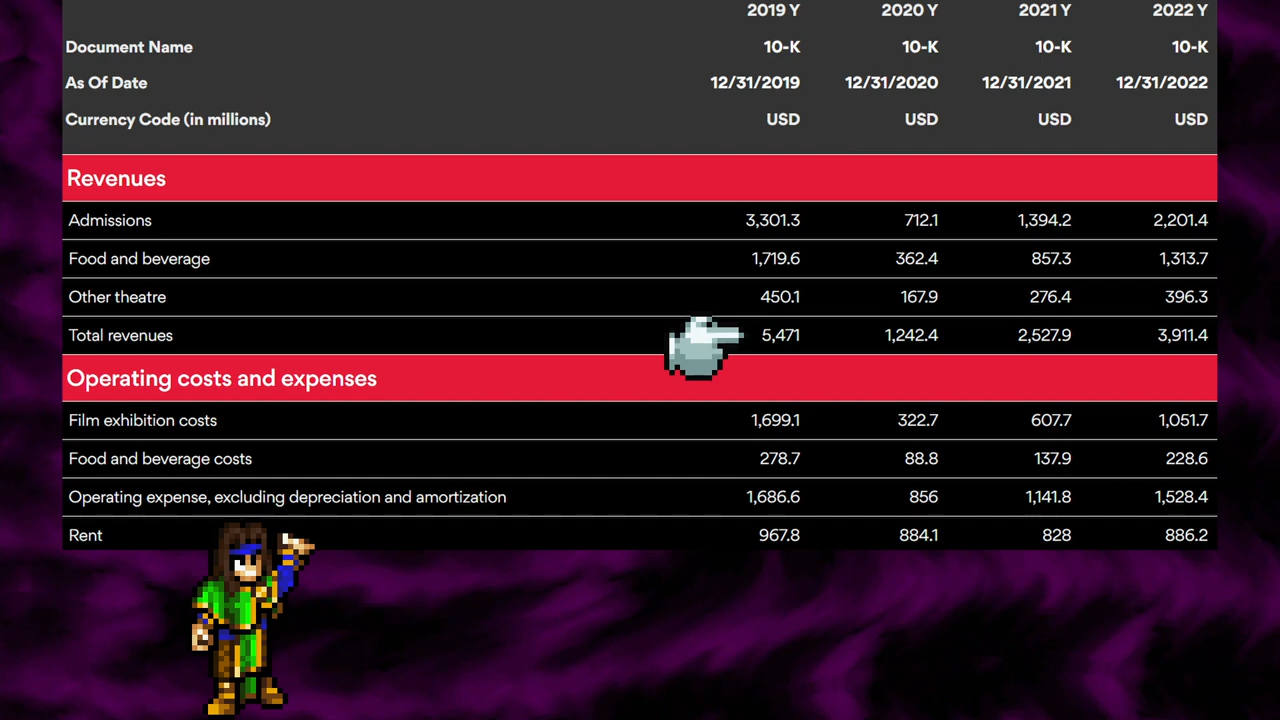 2019 Y 2020 Y 2021 Y 2022 Y
Document Name 10-K 10-K 10-K 10-K
As Of Date 12/31/2019 12/31/2020 12/31/2021 12/31/2022
Currency Code (in millions) USD USD USD USD
Revenues
Admissions 3,301.3 712.1 1,394.2 2,201.4
Food and beverage 1,719.6 362.4 857.3 1,313.7
Other theatre 450.1 167.9 276.4 396.3
Total revenues 5,471 1,242.4 2,527.9 3,911.4
Operating costs and expenses
Film exhibition costs 1,699.1 322.7 607.7 1,051.7
Food and beverage costs 278.7 88.8 137.9 228.6
Operating expense, excluding depreciation and amortization 1,686.6 856 1,141.8 1,528.4
Rent 967.8 884.1 828 886.2